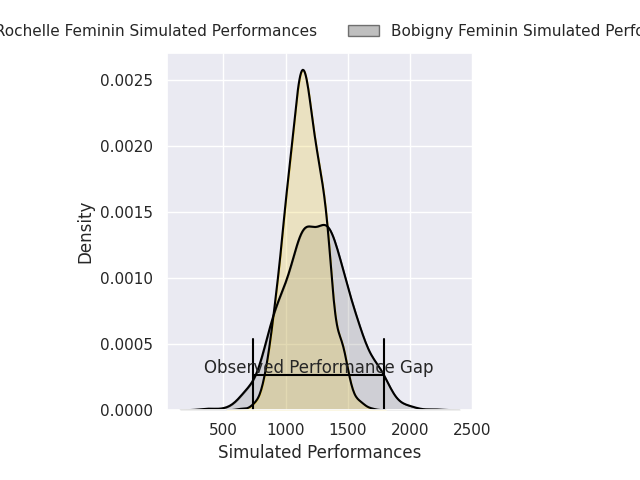 Rochelle Feminin Simulated Performances
Bobigny Feminin Simulated
0.0025
0.0020
0.0015
0.0010
0.0005
0.0000
Density
Observed Performance Gap
500 1000 1500 2000 2500
Simulated Performances